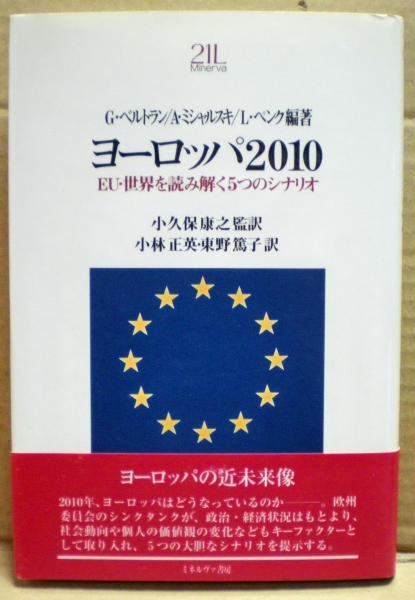 21L
Minerva
G・ベルトラン/A・ミシャルスキ/L・ペンク編著
ヨーロッパ2010
EU・世界を読み解く5つのシナリオ
小久保康之監訳
小林正英・東野篤子訳
ヨーロッパの近未来像
2010年、ヨーロッパはどうなっているのか――。欧州
委員会のシンクタンクが、政治・経済状況はもとより、
社会動向や個人の価値観の変化などもキーファクターと
して取り入れ、5つの大胆なシナリオを提示する。
ミネルヴァ書房